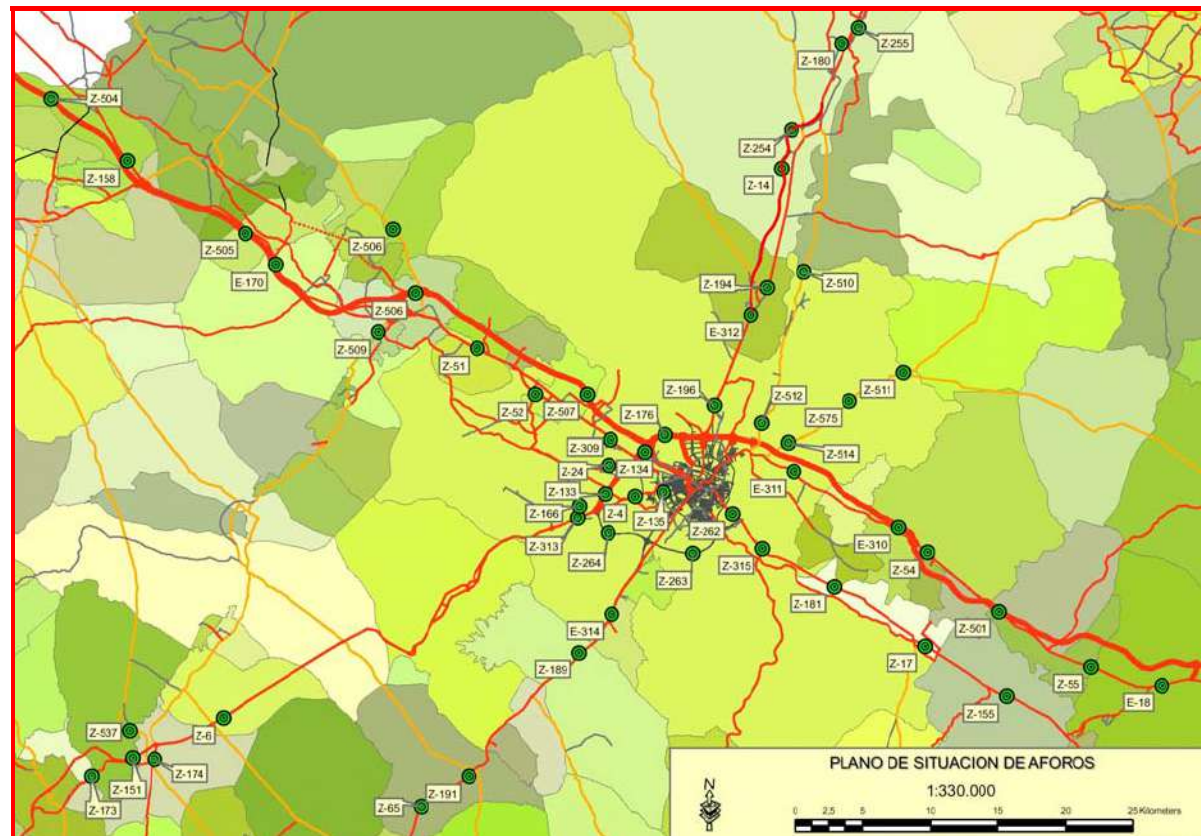 Z-255
Z-180
Z-504
Z-254
Z-158
Z-14
Z-505
Z-506
E-170
Z-194
Z-510
Z-506
E-312
Z-509
Z-51
Z-511
Z-196
Z-512
Z-52
Z-507
Z-176
Z-575
Z-309
Z-514
Z-24
Z-134
Z-133
E-311
Z-166
Z-4
Z-135
Z-262
E-310
Z-313
Z-264
Z-263
Z-315
Z-54
Z-181
E-314
Z-501
Z-189
Z-17
Z-55
Z-155
E-18
Z-537
Z-6
Z-151
Z-174
Z-173
Z-65
Z-191
PLANO DE SITUACION DE AFOROS
N
1:330.000
0 2,5 5 10 15 20 25 Kilometers